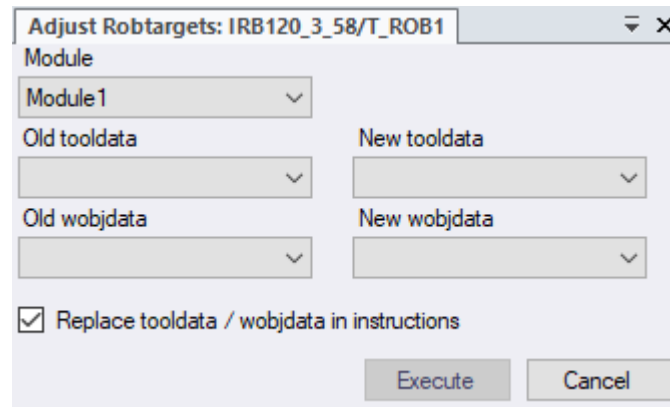 Adjust Robtargets: IRB120_3_58/T_ROB1
Module
Module1
Old tooldata New tooldata
Old wobjdata New wobjdata
Replace tooldata / wobjdata in instructions
Execute Cancel